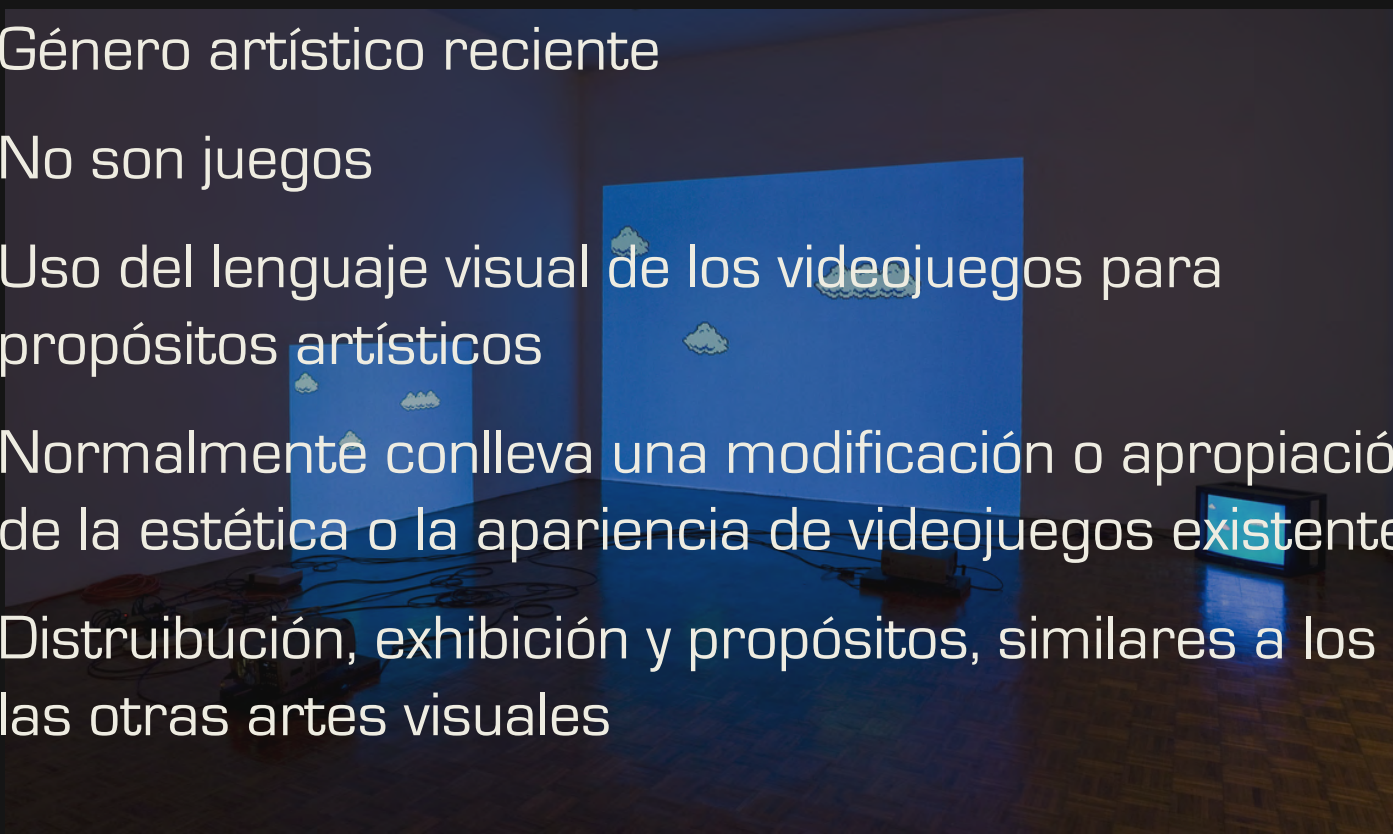 Género artístico reciente
No son juegos
Uso del lenguaje visual de los videojuegos para
propósitos artísticos
Normalmente conlleva una modificación o apropiació
de la estética o la apariencia de videojuegos existente
Distruibución, exhibición y propósitos, similares a los
las otras artes visuales